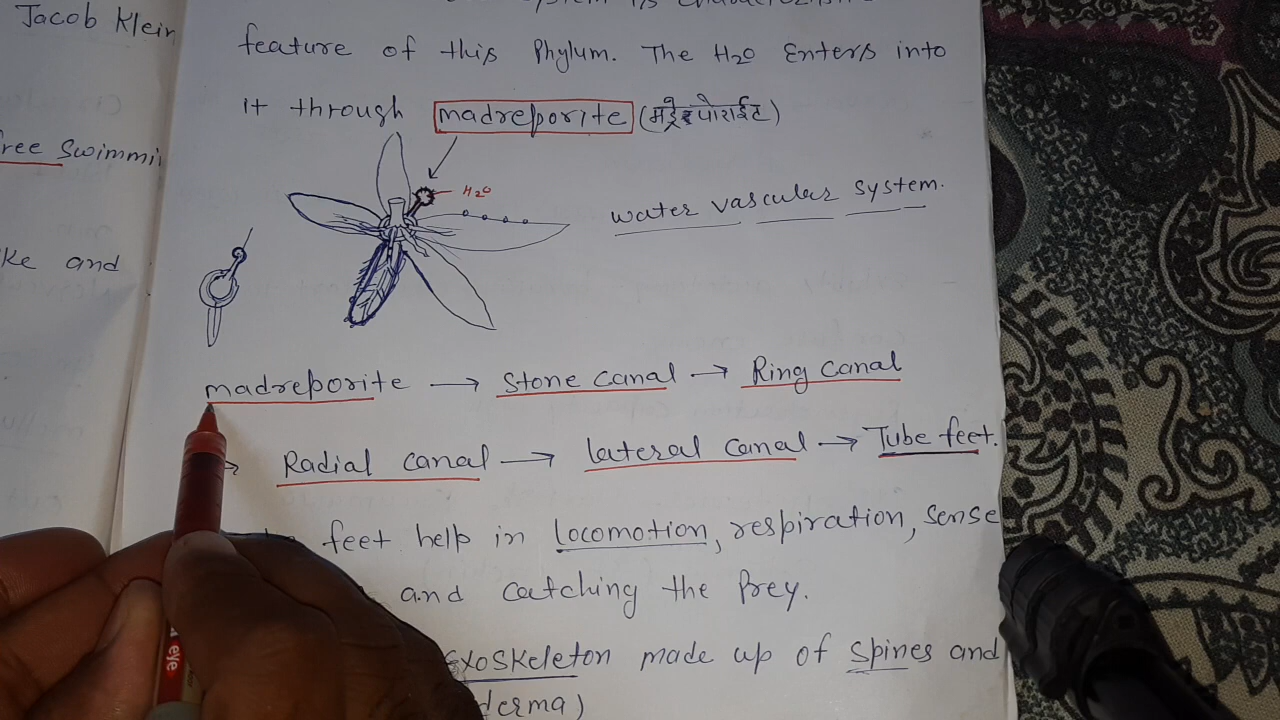 Jacob Klein
ree Swimmi
ke and
feature of this Phylum. The H2O Enters into
it through madreporite (मड्रेपोराईट)
H2O
water vascular system.
madreporite → Stone Canal → Ring Canal
→ Radial canal → lateral canal → Tube feet.
feet help in locomotion, respiration, sense
and catching the Prey.
Exoskeleton made up of spines and
derma)
eye